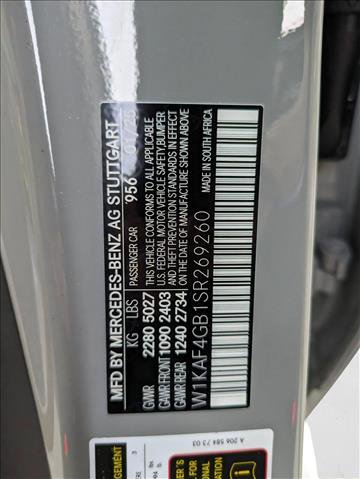 MFD BY MERCEDES-BENZ AG STUTTGART
PASSENGER CAR 956 01/25
KG LBS
GVWR 2280 5027
GAWR FRONT 1090 2403
GAWR REAR 1240 2734
THIS VEHICLE CONFORMS TO ALL APPLICABLE
U.S. FEDERAL MOTOR VEHICLE SAFETY, BUMPER
AND THEFT PREVENTION STANDARDS IN EFFECT
ON THE DATE OF MANUFACTURE SHOWN ABOVE
MADE IN SOUTH AFRICA
W1KAF4GB1SR269260
A 206 584 73 03